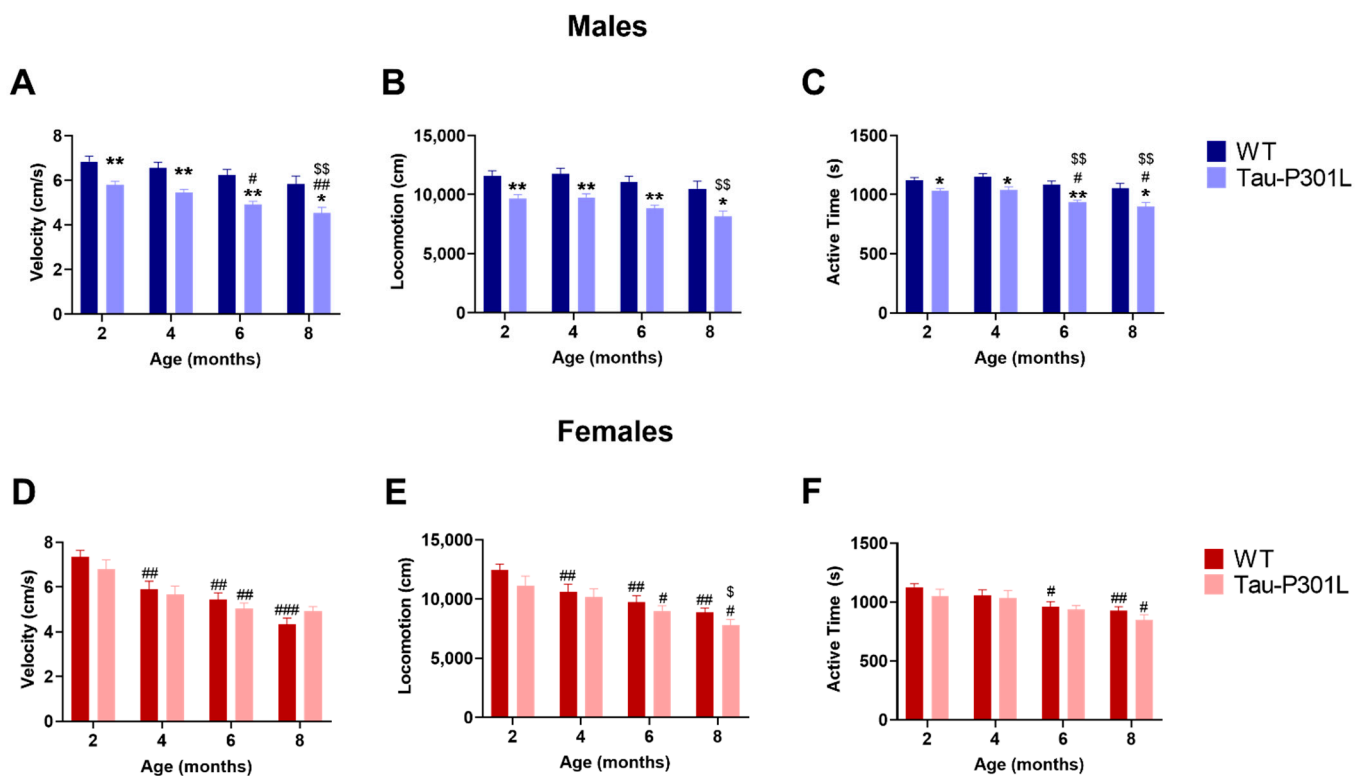 Males
A
Velocity (cm/s)
8
6
4
2
0
**
**
#
**
$$
##
*
2 4 6 8
Age (months)
B
Locomotion (cm)
15,000
10,000
5,000
0
**
**
**
$$
*
2 4 6 8
Age (months)
C
Active Time (s)
1500
1000
500
0
*
*
$$
#
**
$$
#
*
2 4 6 8
Age (months)
WT
Tau-P301L
Females
D
Velocity (cm/s)
8
6
4
2
0
##
##
##
###
2 4 6 8
Age (months)
E
Locomotion (cm)
15,000
10,000
5,000
0
##
##
#
##
$
#
2 4 6 8
Age (months)
F
Active Time (s)
1500
1000
500
0
#
##
#
2 4 6 8
Age (months)
WT
Tau-P301L